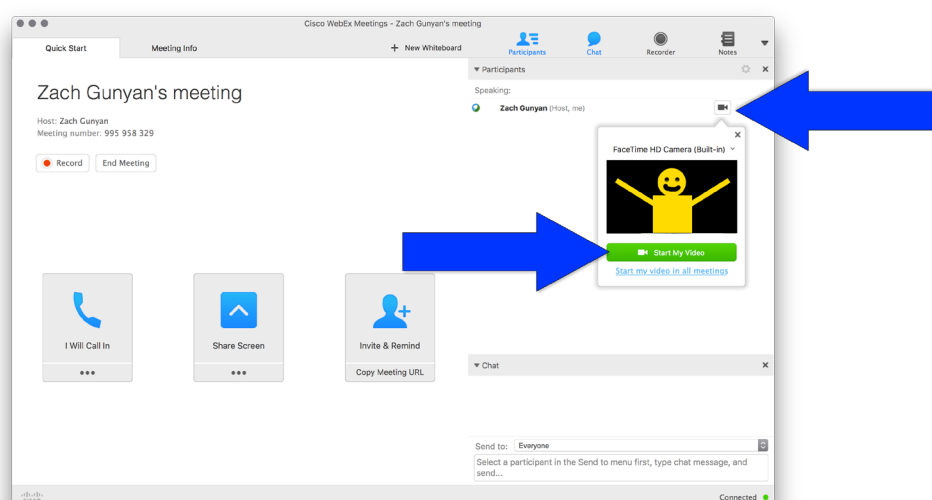 Cisco WebEx Meetings - Zach Gunyan's meeting
Quick Start
Meeting Info
+ New Whiteboard
Participants
Chat
Recorder
Notes
Zach Gunyan's meeting
Host: Zach Gunyan
Meeting number: 995 958 329
Record
End Meeting
I Will Call In
Share Screen
Invite & Remind
Copy Meeting URL
Participants
Speaking:
Zach Gunyan (Host, me)
FaceTime HD Camera (Built-in)
Start My Video
Start my video in all meetings
Chat
Send to: Everyone
Select a participant in the Send to menu first, type chat message, and
send...
Connected